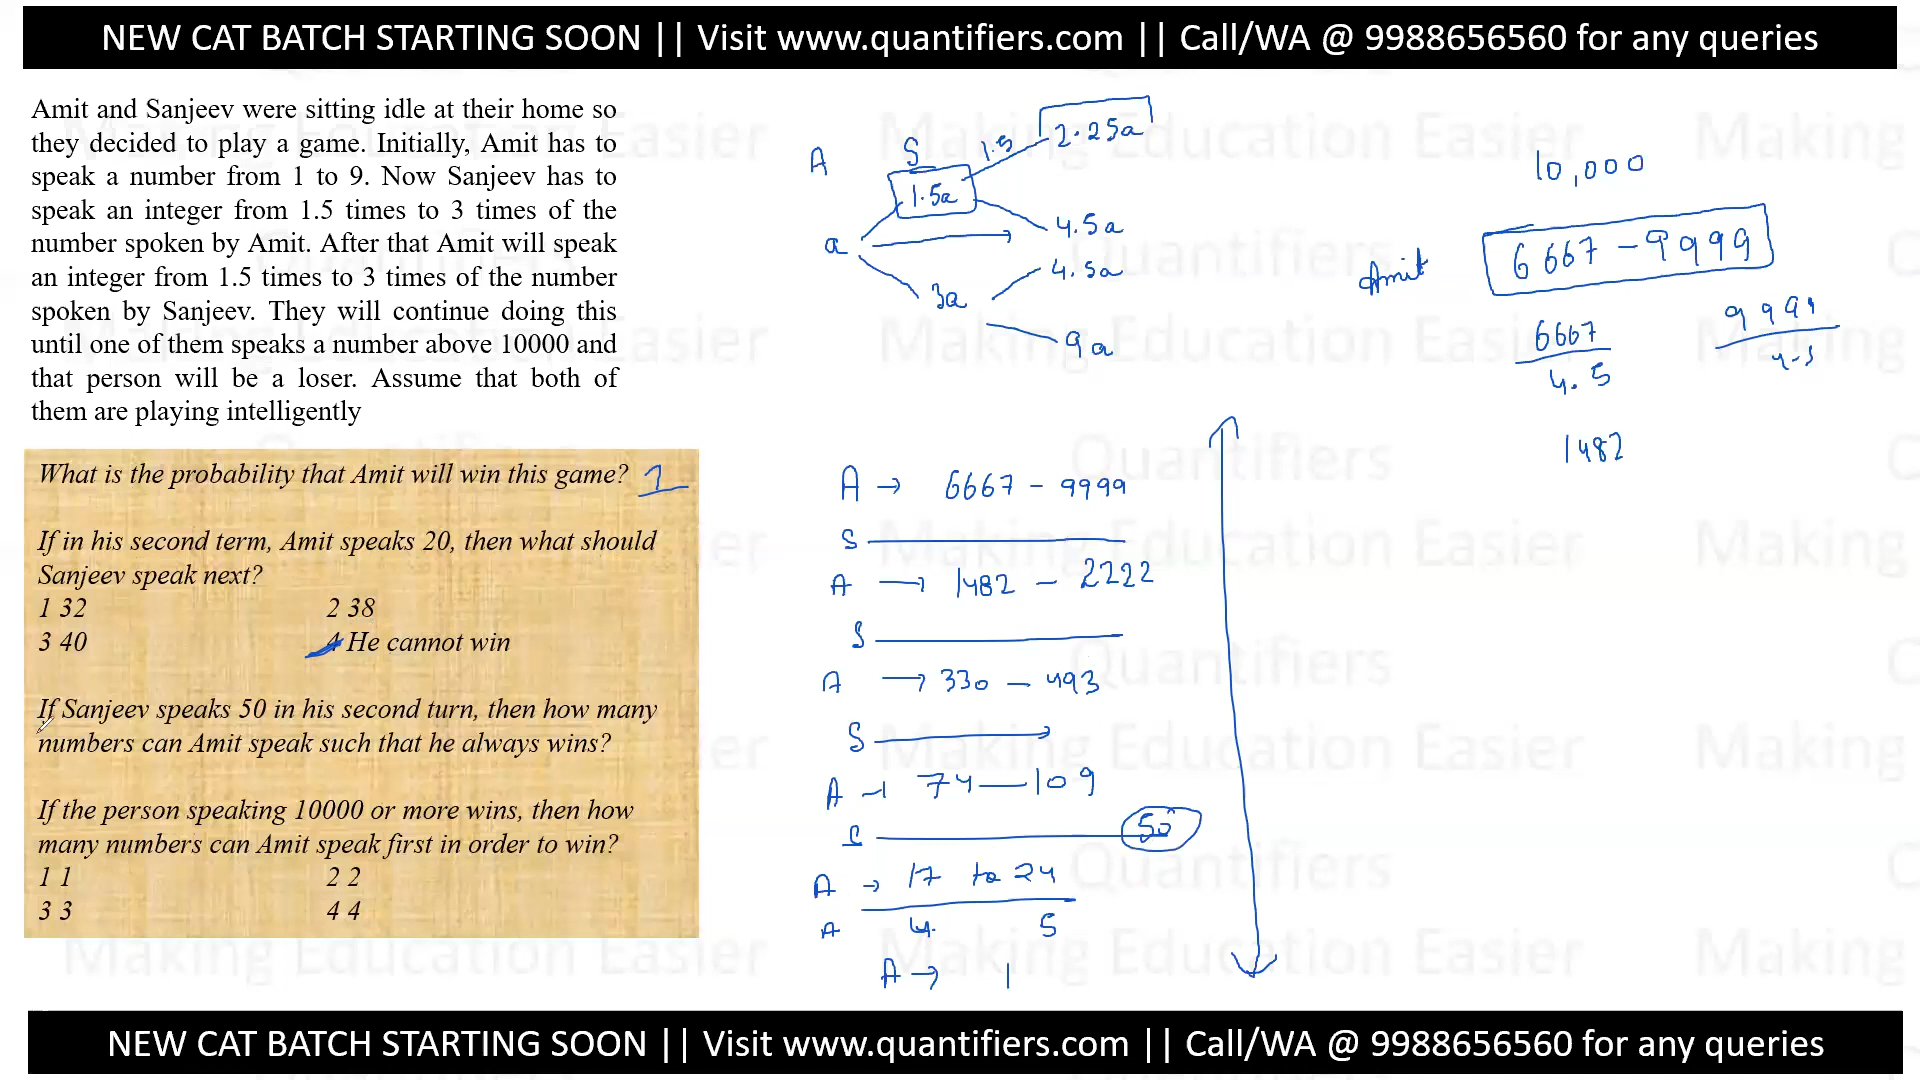 NEW CAT BATCH STARTING SOON || Visit www.quantifiers.com || Call/WA @ 9988656560 for any queries
Amit and Sanjeev were sitting idle at their home so
they decided to play a game. Initially, Amit has to
speak a number from 1 to 9. Now Sanjeev has to
speak an integer from 1.5 times to 3 times of the
number spoken by Amit. After that Amit will speak
an integer from 1.5 times to 3 times of the number
spoken by Sanjeev. They will continue doing this
until one of them speaks a number above 10000 and
that person will be a loser. Assume that both of
them are playing intelligently
What is the probability that Amit will win this game? 1
If in his second term, Amit speaks 20, then what should
Sanjeev speak next?
1 32 2 38
3 40 4 He cannot win
If Sanjeev speaks 50 in his second turn, then how many
numbers can Amit speak such that he always wins?
If the person speaking 10000 or more wins, then how
many numbers can Amit speak first in order to win?
1 1 2 2
3 3 4 4
A S 1.5 2.25a
1.5a
a 4.5a
4.5a
3a
9a
10,000
Amit 6667 - 9999
6667 9999
4.5 4.5
1482
A → 6667 - 9999
S
A → 1482 - 2222
S
A → 330 - 493
S
A → 74 — 109
S 50
A → 17 to 24
A 4 5
A → 1
Making Education Easier
Quantifiers
NEW CAT BATCH STARTING SOON || Visit www.quantifiers.com || Call/WA @ 9988656560 for any queries